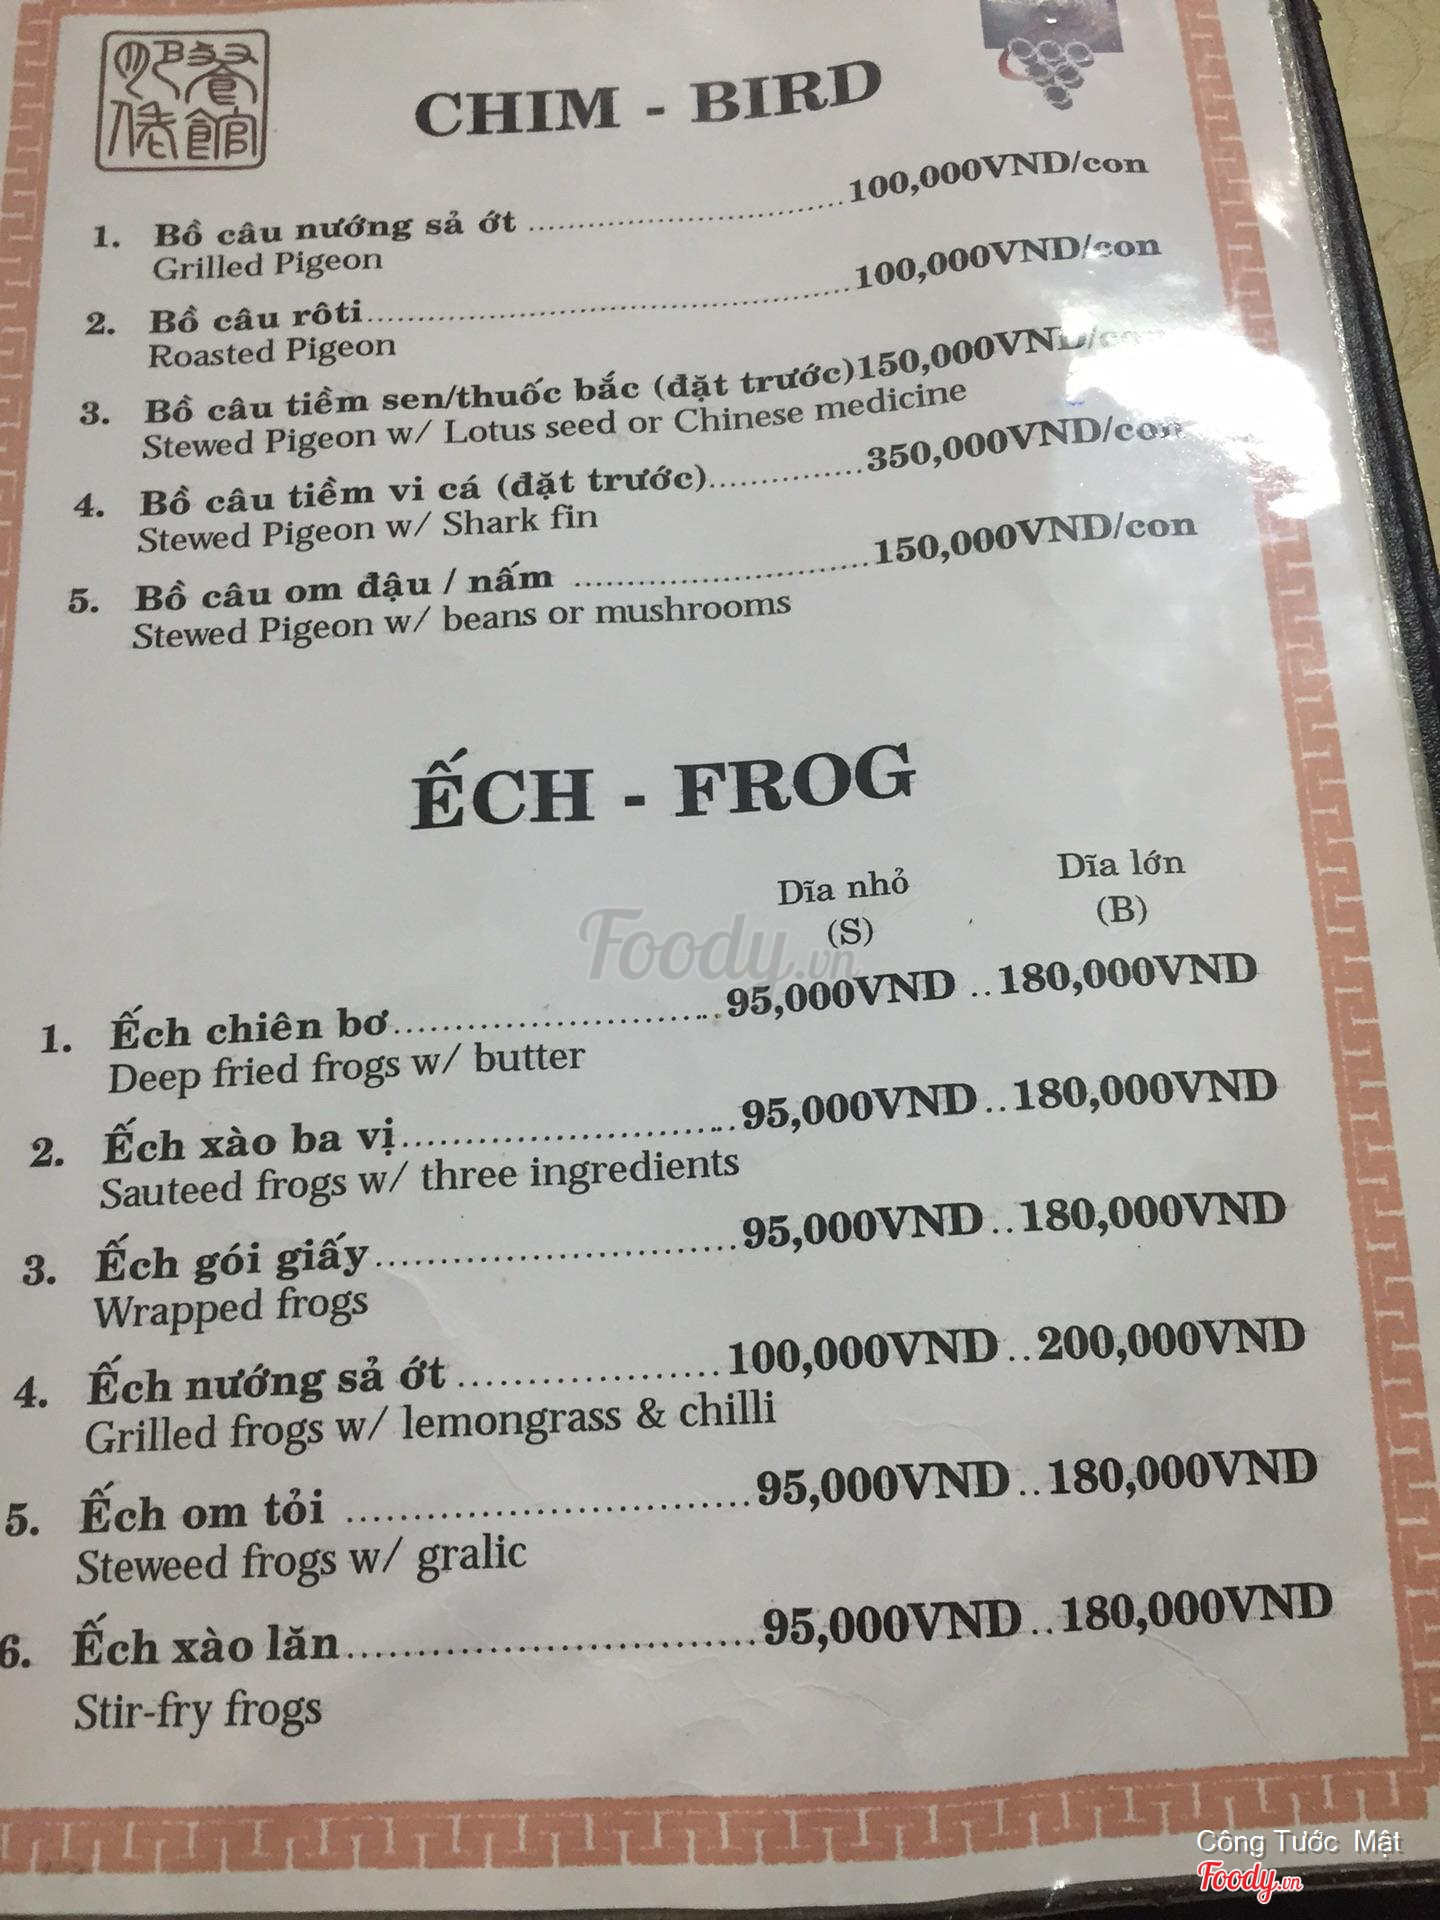 CHIM - BIRD
1. Bồ câu nướng sả ớt ........ 100,000VND/con
Grilled Pigeon
2. Bồ câu rôti ........ 100,000VND/con
Roasted Pigeon
3. Bồ câu tiềm sen/thuốc bắc (đặt trước) 150,000VND/con
Stewed Pigeon w/ Lotus seed or Chinese medicine
4. Bồ câu tiềm vi cá (đặt trước) ........ 350,000VND/con
Stewed Pigeon w/ Shark fin
5. Bồ câu om đậu / nấm ........ 150,000VND/con
Stewed Pigeon w/ beans or mushrooms
ẾCH - FROG
Dĩa nhỏ Dĩa lớn
(S) (B)
Foody.vn
1. Ếch chiên bơ ........ 95,000VND .. 180,000VND
Deep fried frogs w/ butter
2. Ếch xào ba vị ........ 95,000VND .. 180,000VND
Sauteed frogs w/ three ingredients
3. Ếch gói giấy ........ 95,000VND .. 180,000VND
Wrapped frogs
4. Ếch nướng sả ớt ........ 100,000VND .. 200,000VND
Grilled frogs w/ lemongrass & chilli
5. Ếch om tỏi ........ 95,000VND .. 180,000VND
Steweed frogs w/ gralic
6. Ếch xào lăn ........ 95,000VND .. 180,000VND
Stir-fry frogs
Công Tước Mật
Foody.vn